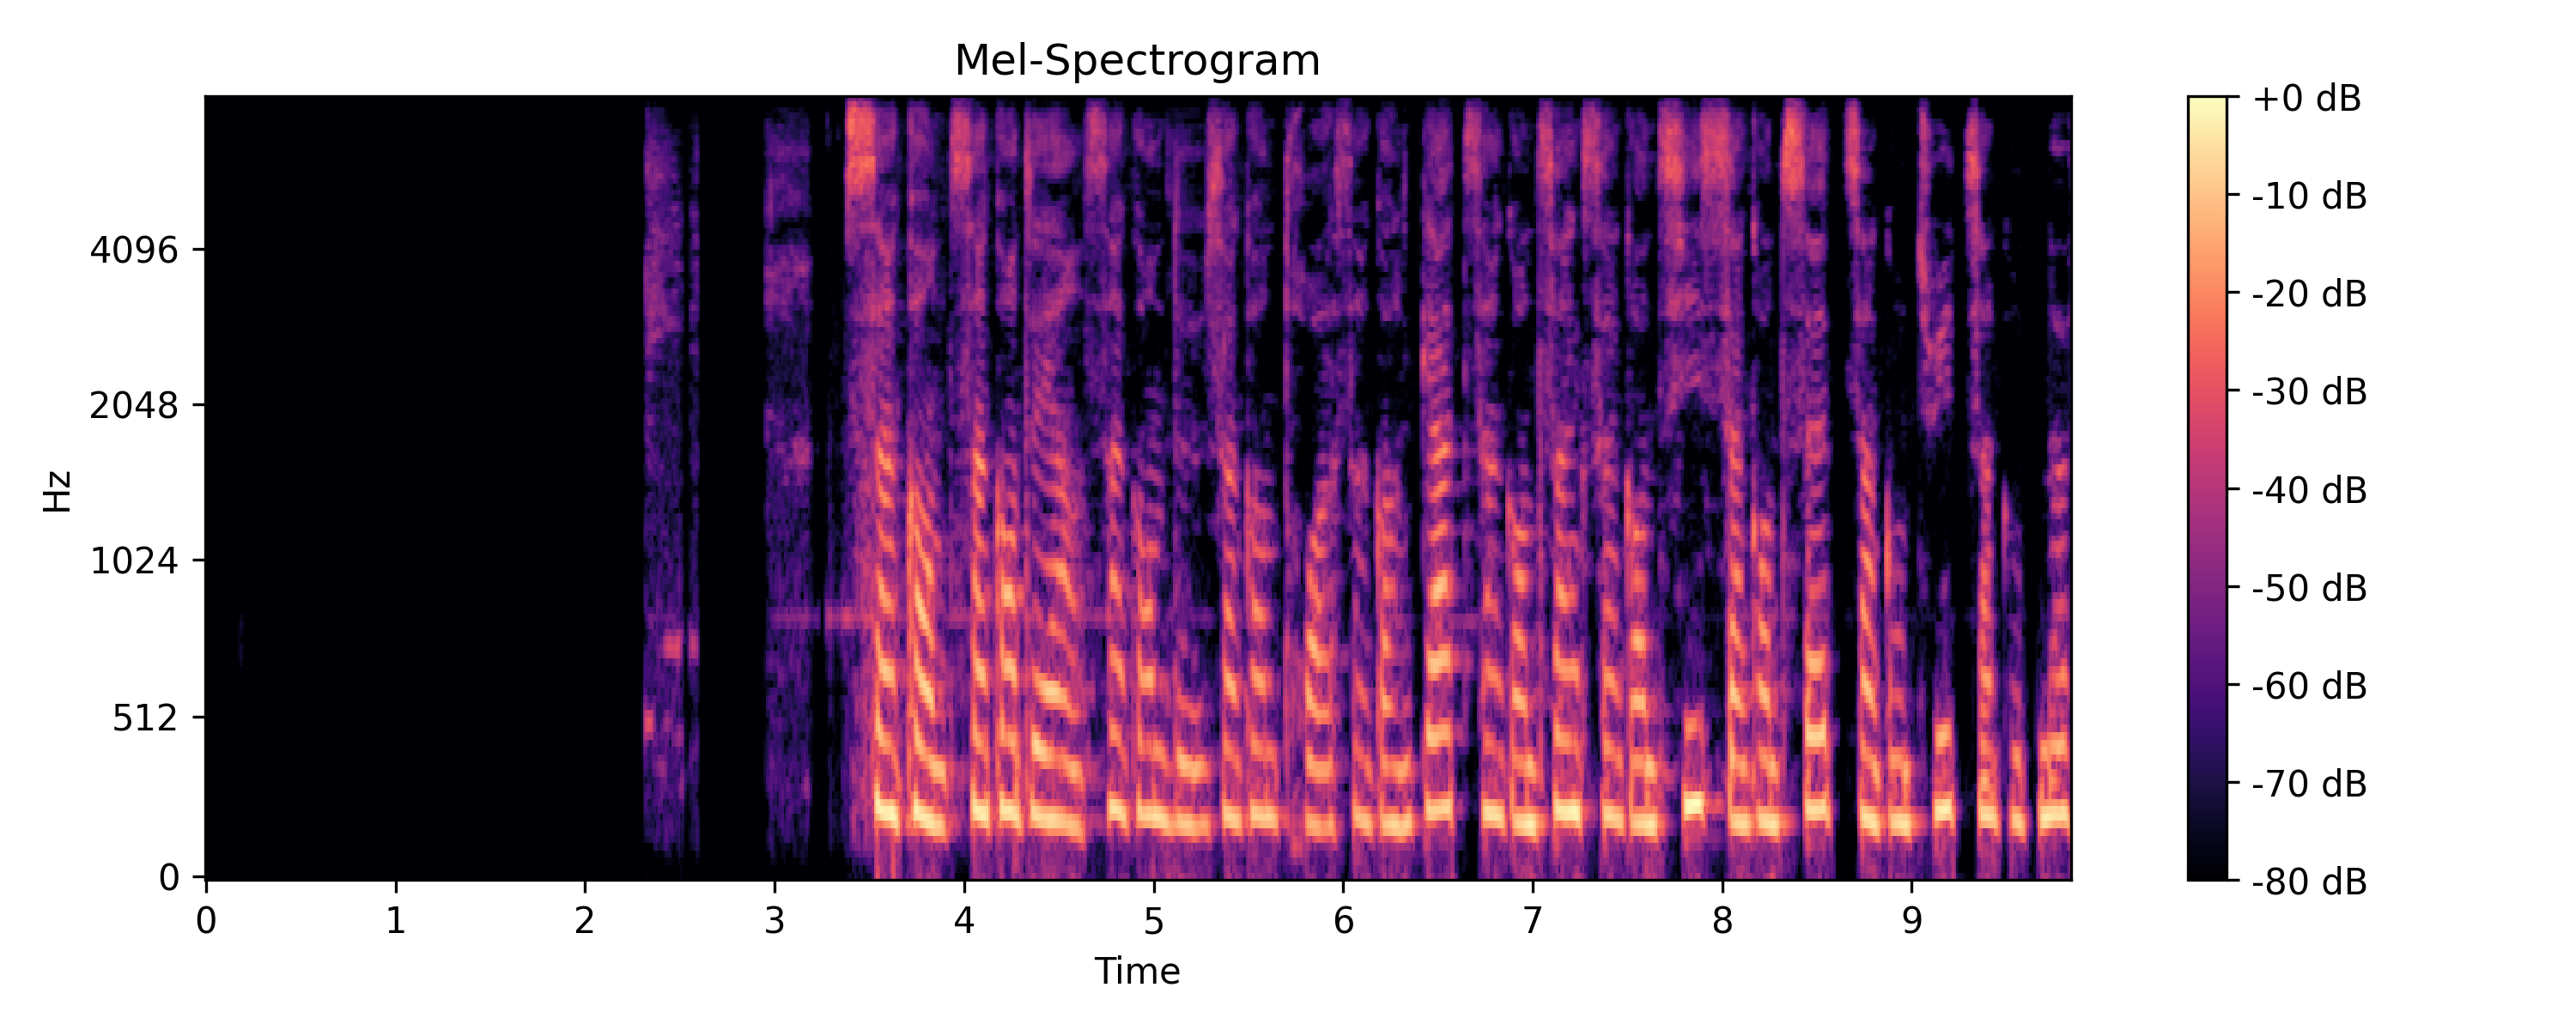 Mel-Spectrogram
+0 dB
-10 dB
4096
-20 dB
2048
-30 dB
Hz
-40 dB
1024
-50 dB
512
-60 dB
-70 dB
0
-80 dB
0 1 2 3 4 5 6 7 8 9
Time